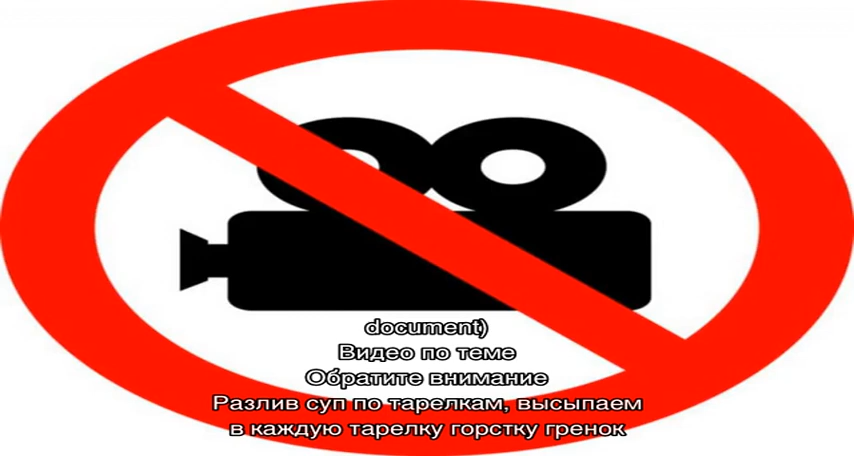 document)
Видео по теме
Обратите внимание
Разлив суп по тарелкам, высыпаем
в каждую тарелку горстку гренок